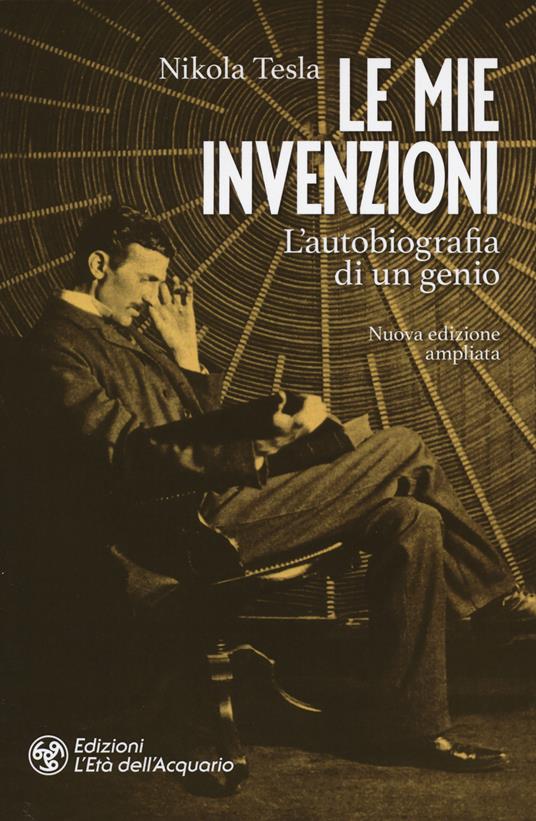 Nikola Tesla
LE MIE
INVENZIONI
L'autobiografia
di un genio
Nuova edizione
ampliata
Edizioni
L'Età dell'Acquario